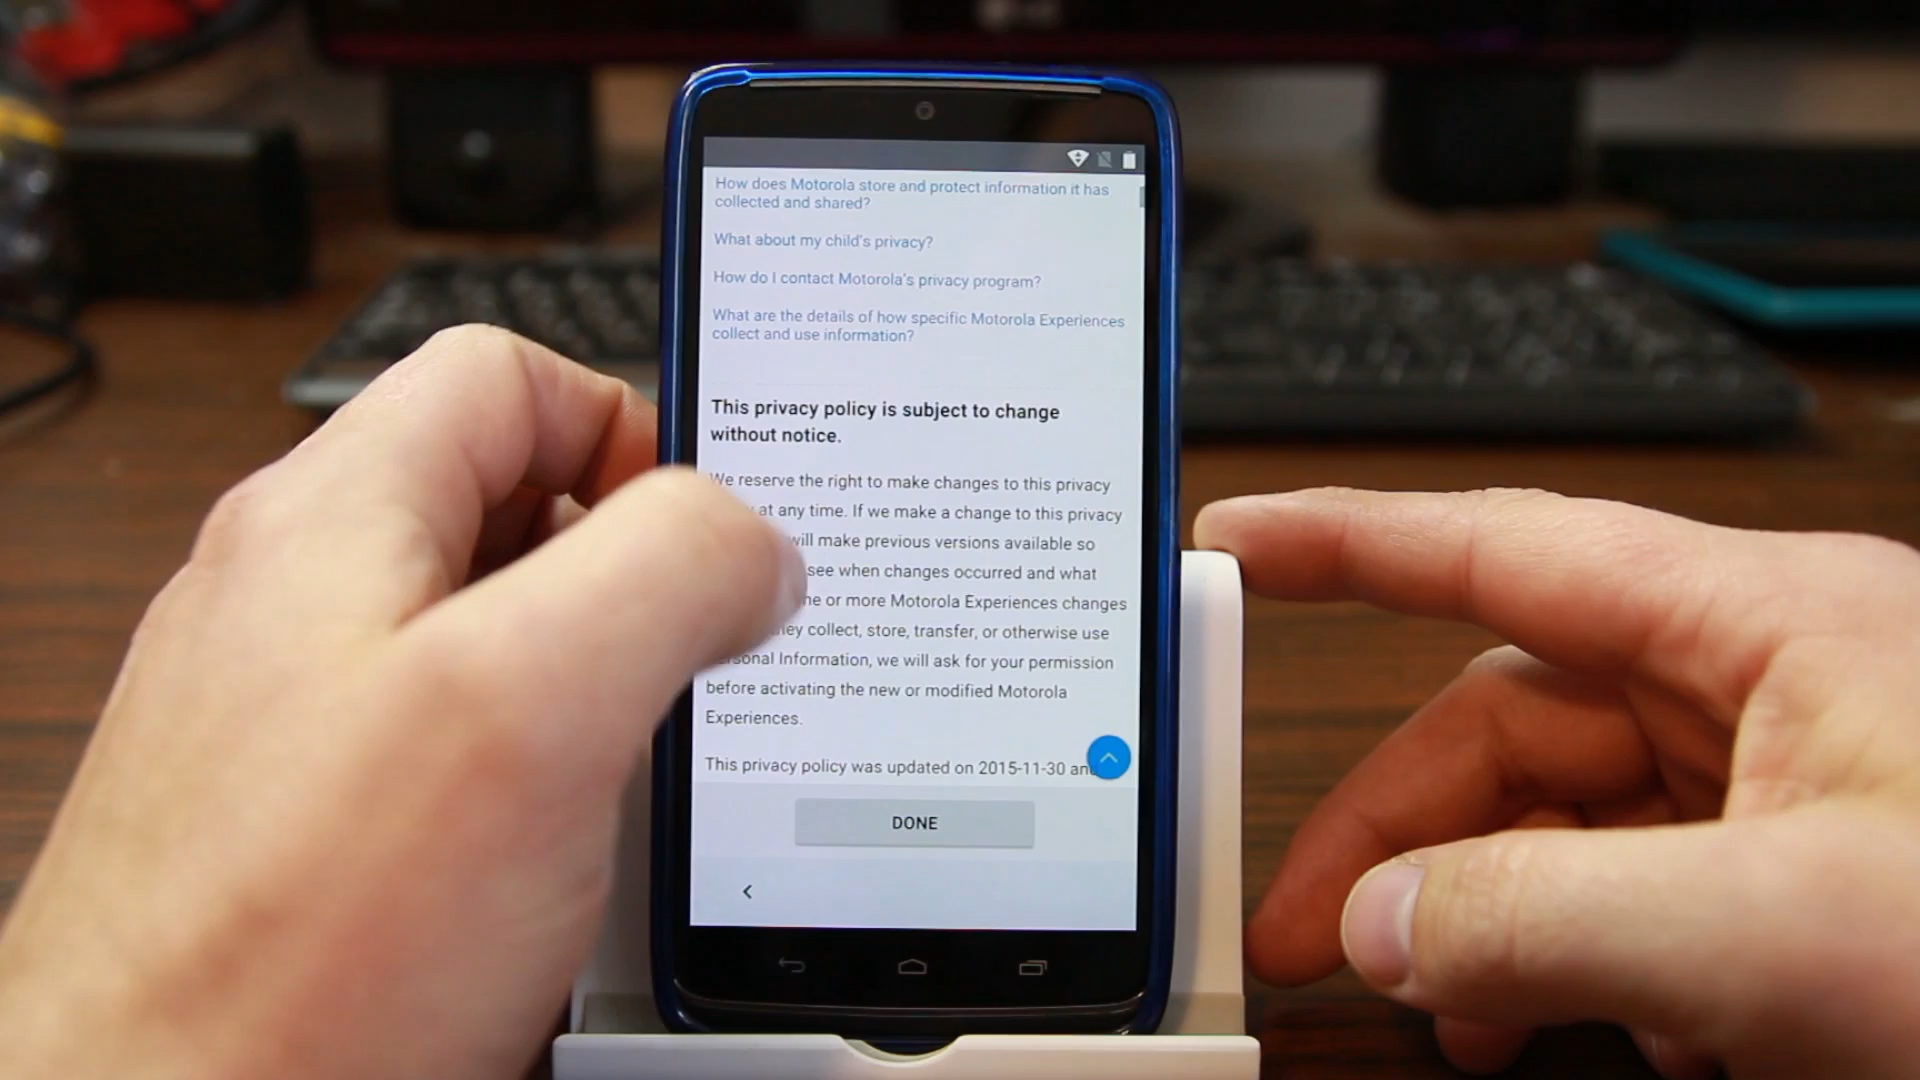 LG
How does Motorola store and protect information it has
collected and shared?
What about my child's privacy?
How do I contact Motorola's privacy program?
What are the details of how specific Motorola Experiences
collect and use information?
This privacy policy is subject to change
without notice.
We reserve the right to make changes to this privacy
at any time. If we make a change to this privacy
will make previous versions available so
see when changes occurred and what
or more Motorola Experiences changes
they collect, store, transfer, or otherwise use
Personal Information, we will ask for your permission
before activating the new or modified Motorola
Experiences.
This privacy policy was updated on 2015-11-30 and
DONE